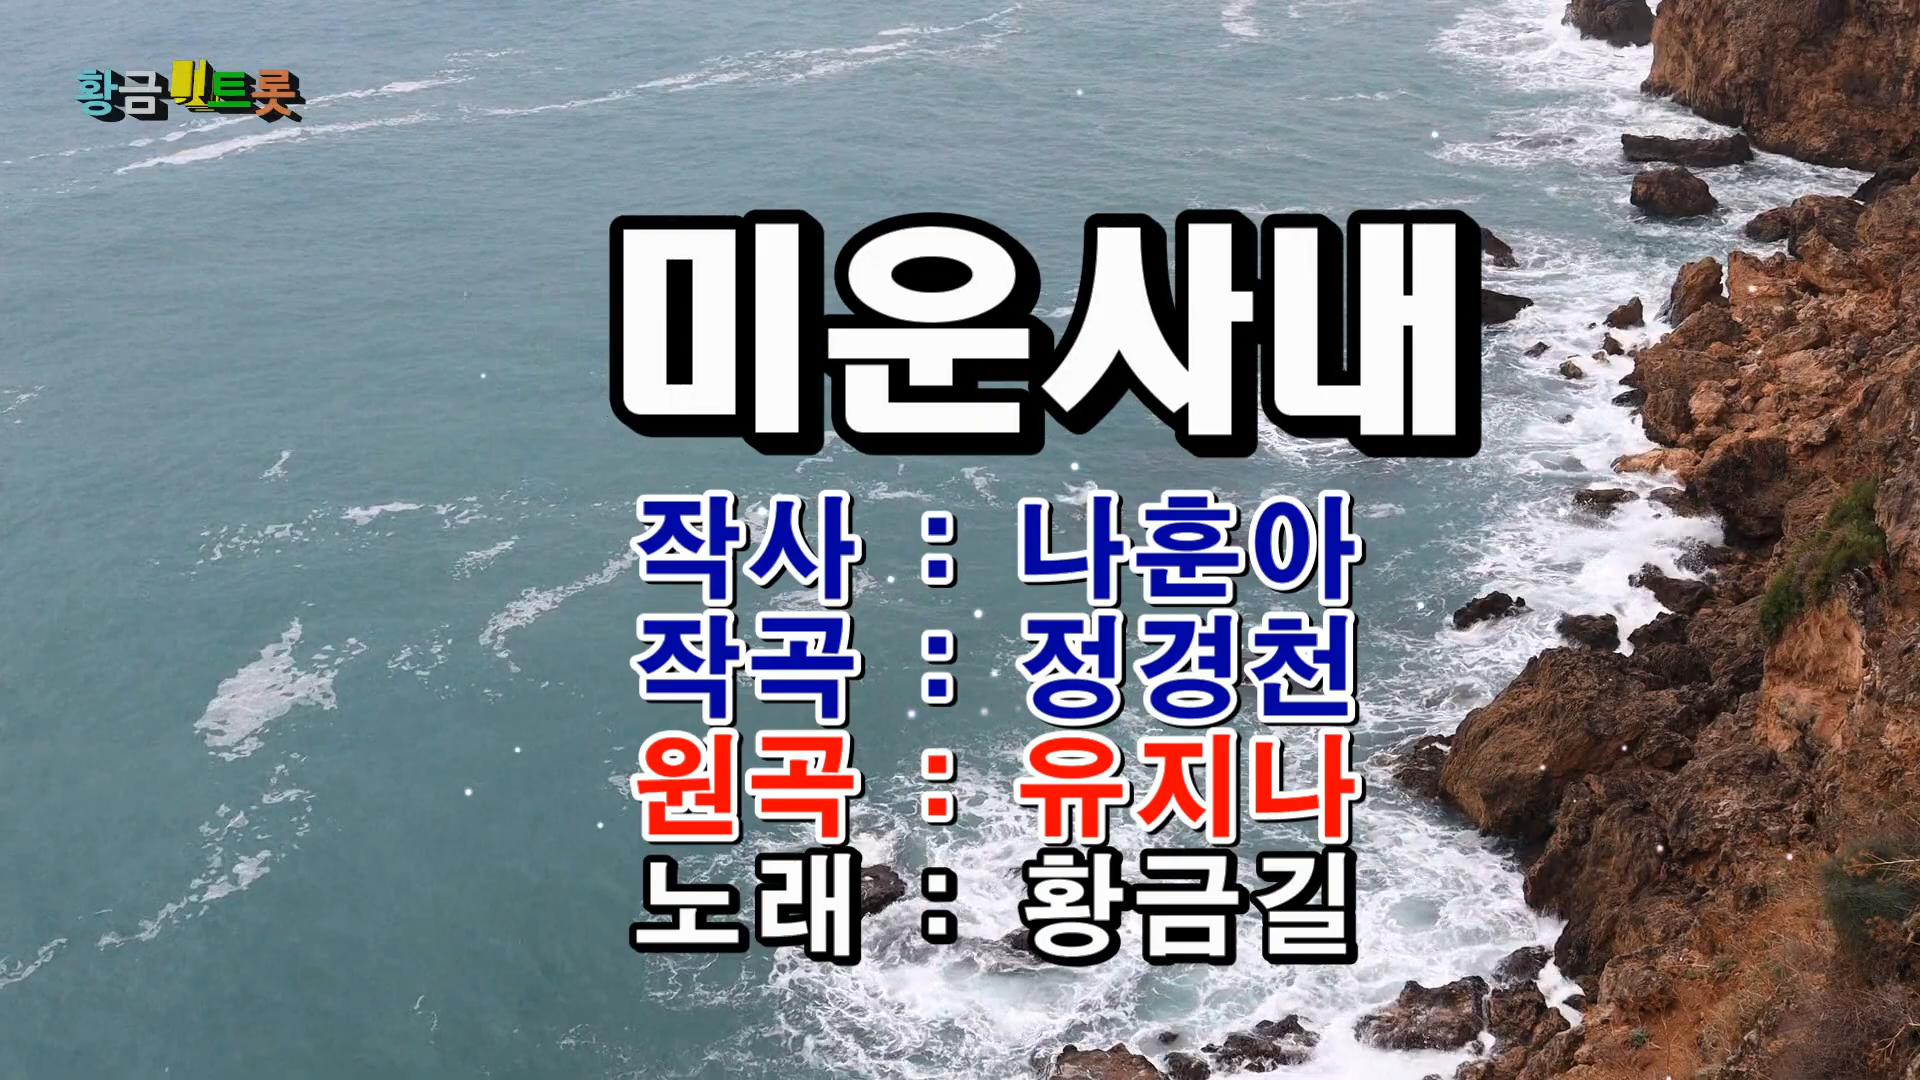 황금빛트롯
미운사내
작사 : 나훈아
작곡 : 정경천
원곡 : 유지나
노래 : 황금길